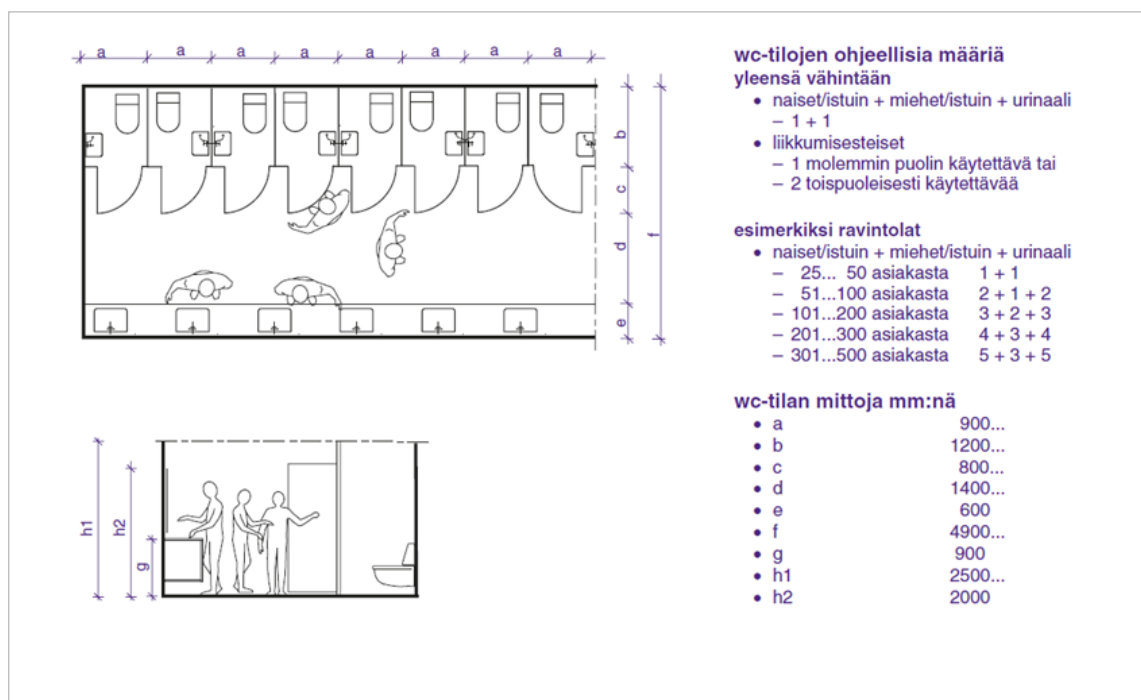 a a a a a a a a
b
c
d
e
f
h1
h2
g
wc-tilojen ohjeellisia määriä
yleensä vähintään
• naiset/istuin + miehet/istuin + urinaali
– 1 + 1
• liikkumisesteiset
– 1 molemmin puolin käytettävä tai
– 2 toispuoleisesti käytettävää
esimerkiksi ravintolat
• naiset/istuin + miehet/istuin + urinaali
– 25... 50 asiakasta 1 + 1
– 51...100 asiakasta 2 + 1 + 2
– 101...200 asiakasta 3 + 2 + 3
– 201...300 asiakasta 4 + 3 + 4
– 301...500 asiakasta 5 + 3 + 5
wc-tilan mittoja mm:nä
• a 900...
• b 1200...
• c 800...
• d 1400...
• e 600
• f 4900...
• g 900
• h1 2500...
• h2 2000